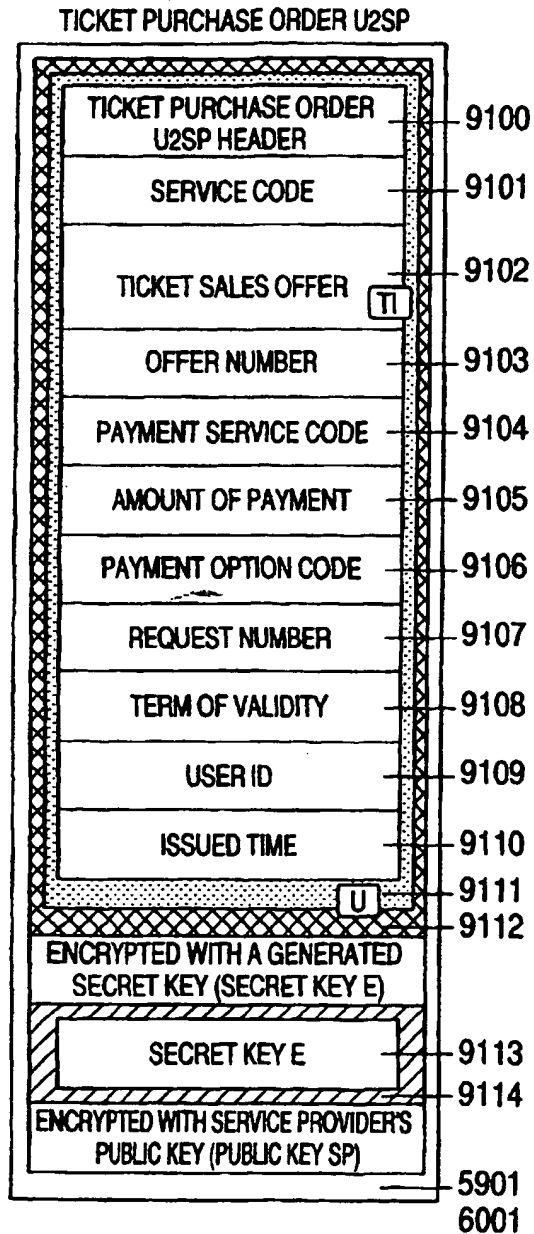 TICKET PURCHASE ORDER U2SP
TICKET PURCHASE ORDER
U2SP HEADER
9100
SERVICE CODE
9101
TICKET SALES OFFER
9102
TI
OFFER NUMBER
9103
PAYMENT SERVICE CODE
9104
AMOUNT OF PAYMENT
9105
PAYMENT OPTION CODE
9106
REQUEST NUMBER
9107
TERM OF VALIDITY
9108
USER ID
9109
ISSUED TIME
9110
9111
U
9112
ENCRYPTED WITH A GENERATED
SECRET KEY (SECRET KEY E)
SECRET KEY E
9113
9114
ENCRYPTED WITH SERVICE PROVIDER'S
PUBLIC KEY (PUBLIC KEY SP)
5901
6001